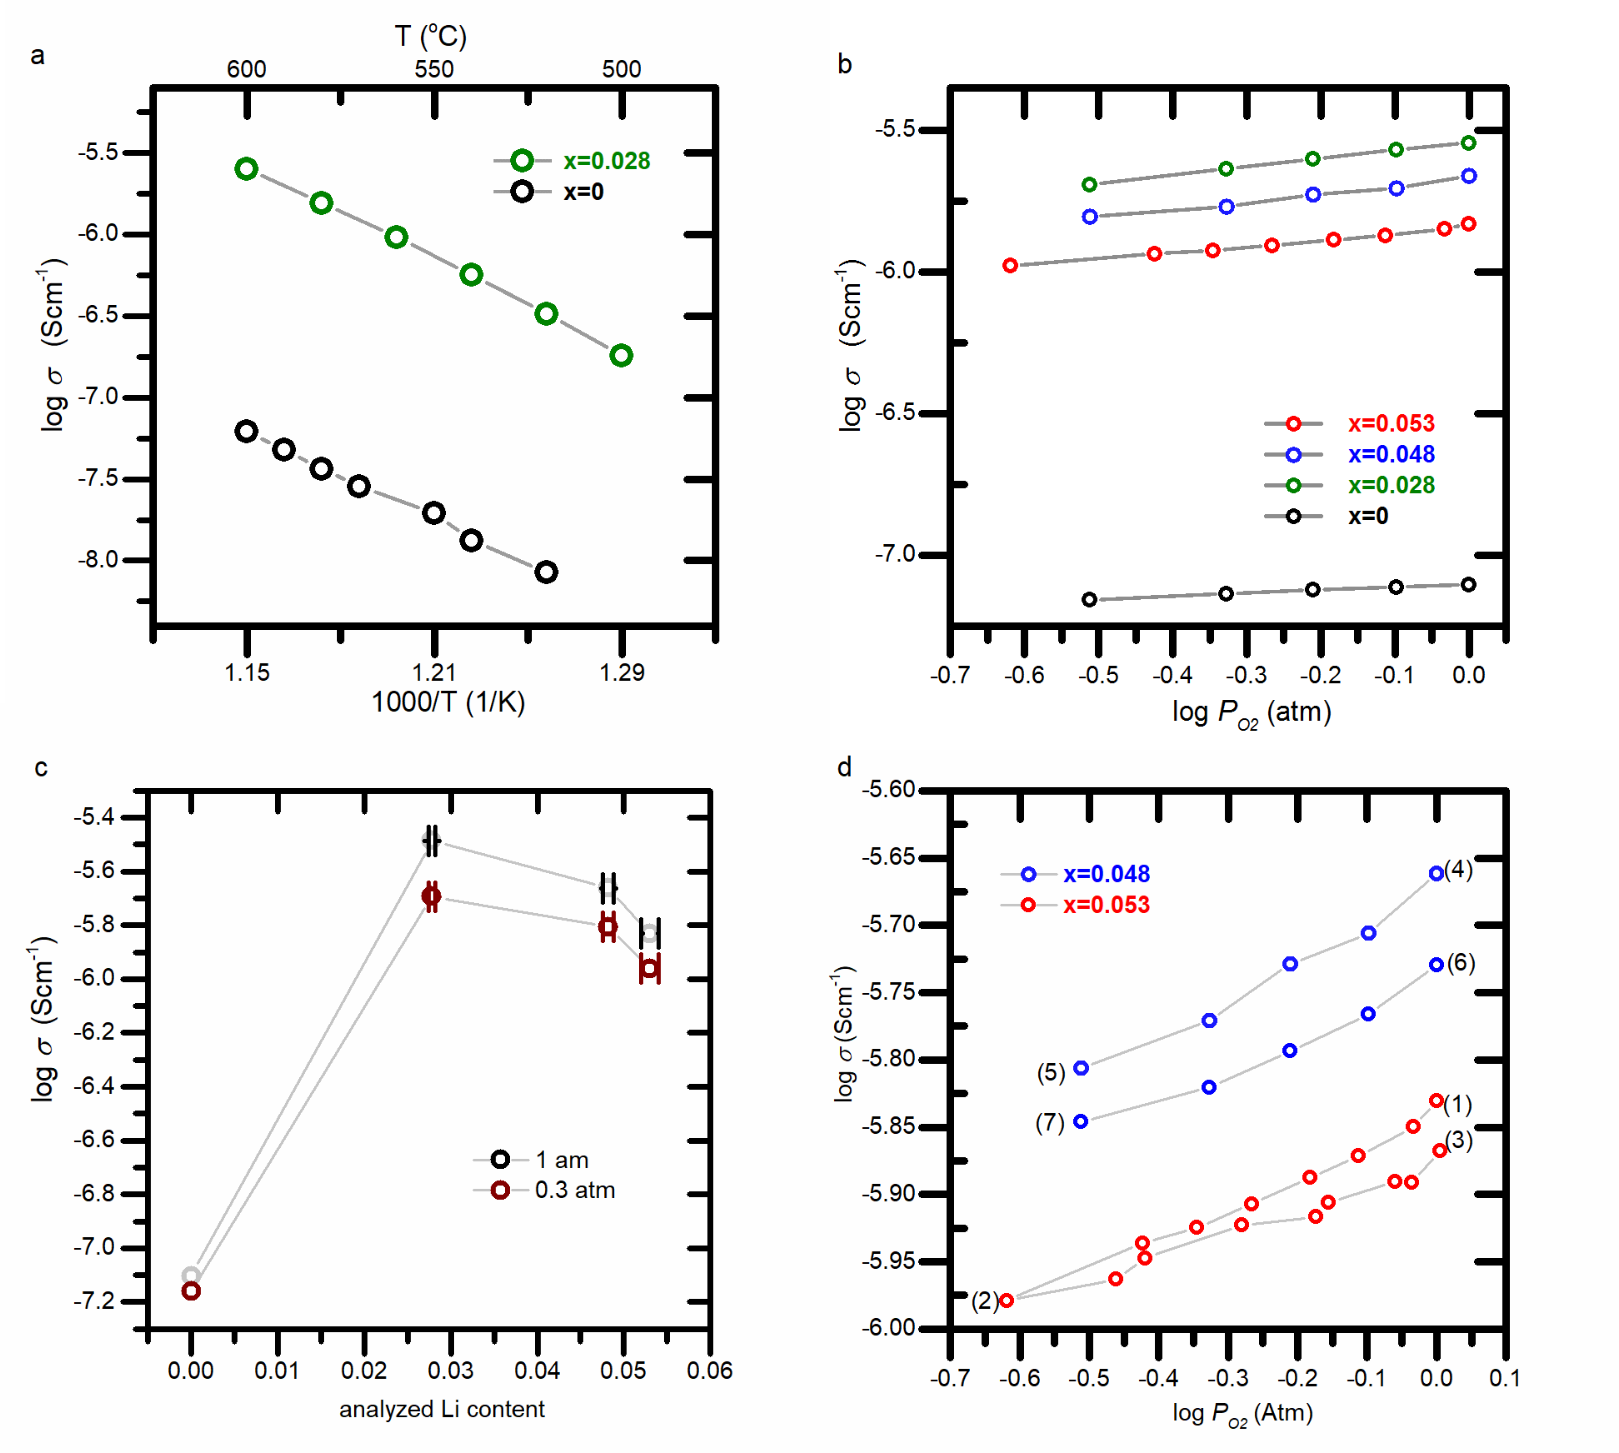 a
T (°C)
600 550 500
-5.5
-6.0
-6.5
-7.0
-7.5
-8.0
log σ (Scm⁻¹)
x=0.028
x=0
1.15 1.21 1.29
1000/T (1/K)
b
-5.5
-6.0
-6.5
-7.0
log σ (Scm⁻¹)
x=0.053
x=0.048
x=0.028
x=0
-0.7 -0.6 -0.5 -0.4 -0.3 -0.2 -0.1 0.0
log P_O2 (atm)
c
-5.4
-5.6
-5.8
-6.0
-6.2
-6.4
-6.6
-6.8
-7.0
-7.2
log σ (Scm⁻¹)
1 am
0.3 atm
0.00 0.01 0.02 0.03 0.04 0.05 0.06
analyzed Li content
d
-5.60
-5.65
-5.70
-5.75
-5.80
-5.85
-5.90
-5.95
-6.00
log σ (Scm⁻¹)
x=0.048
x=0.053
(4)
(6)
(5)
(7)
(1)
(3)
(2)
-0.7 -0.6 -0.5 -0.4 -0.3 -0.2 -0.1 0.0 0.1
log P_O2 (Atm)